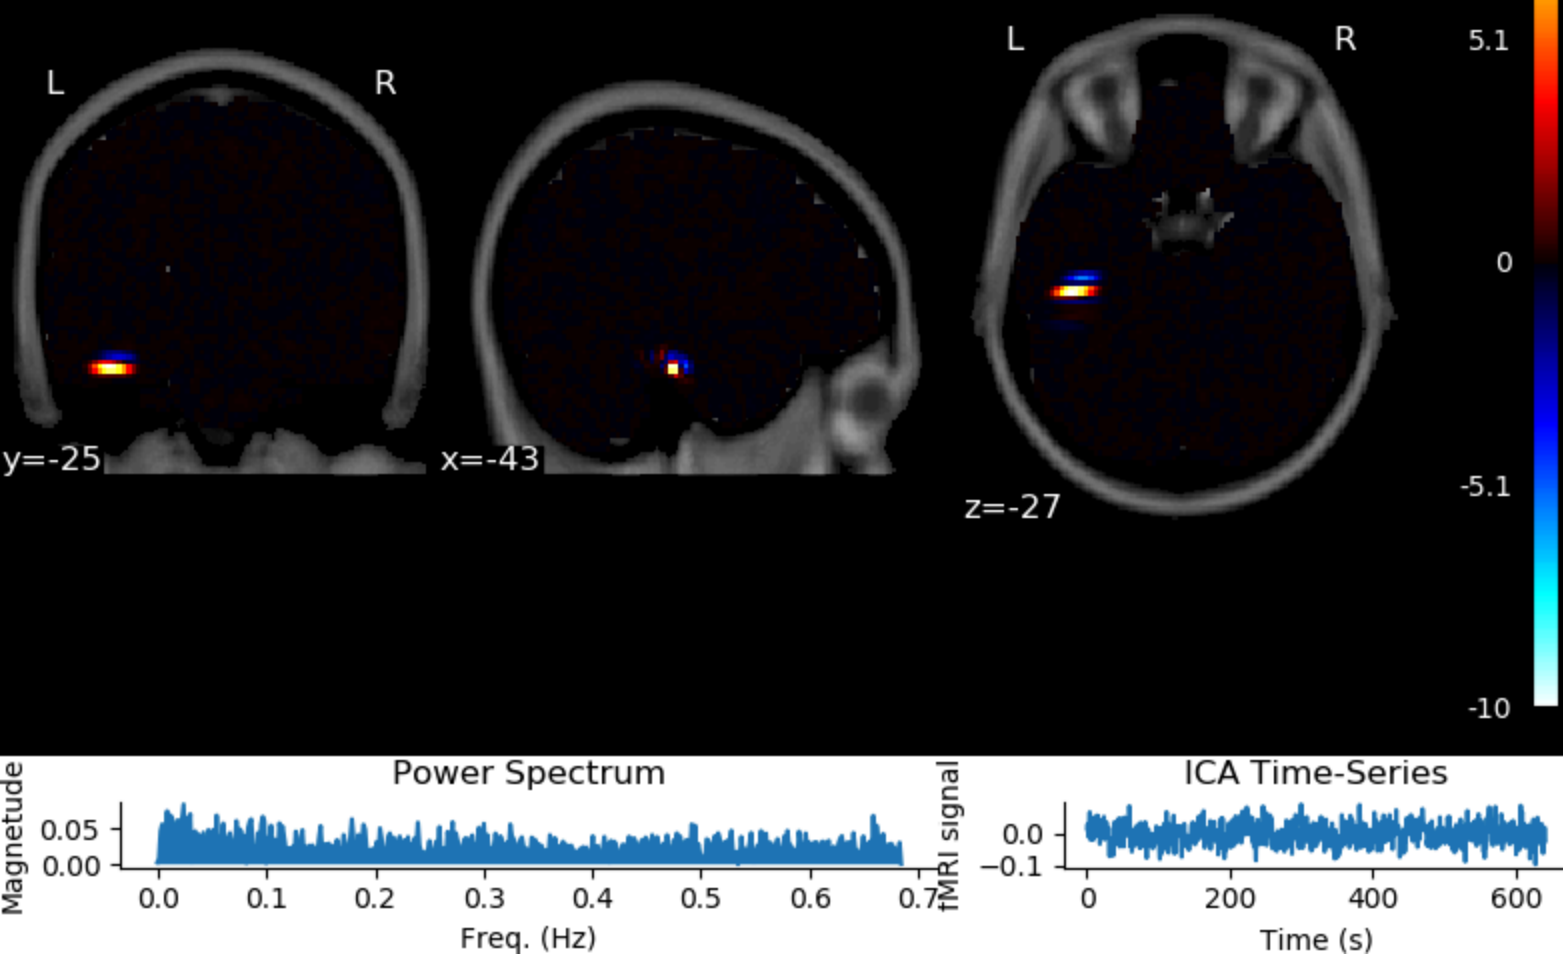 L R
L R
5.1
0
-5.1
-10
y=-25
x=-43
z=-27
Power Spectrum
Magnetude
0.05
0.00
0.0 0.1 0.2 0.3 0.4 0.5 0.6 0.7
Freq. (Hz)
ICA Time-Series
fMRI signal
0.0
−0.1
0 200 400 600
Time (s)